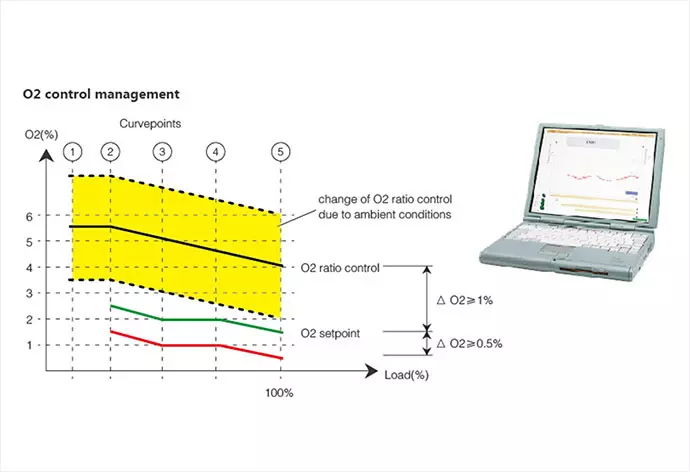 O2 control management
Curvepoints
O2(%)
1
2
3
4
5
6
5
4
3
2
1
change of O2 ratio control
due to ambient conditions
O2 ratio control
Δ O2≥1%
O2 setpoint
Δ O2≥0.5%
Load(%)
100%